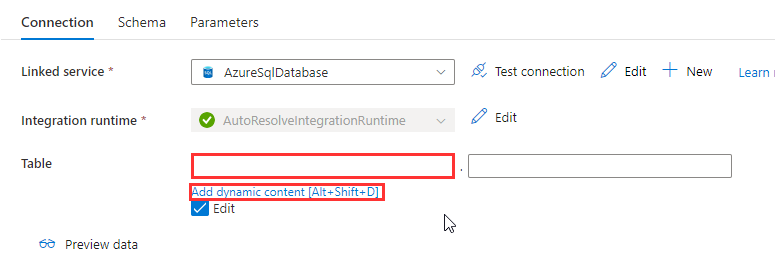 Connection Schema Parameters
Linked service * AzureSqlDatabase Test connection Edit New Learn
Integration runtime * AutoResolveIntegrationRuntime Edit
Table .
Add dynamic content [Alt+Shift+D]
Edit
Preview data